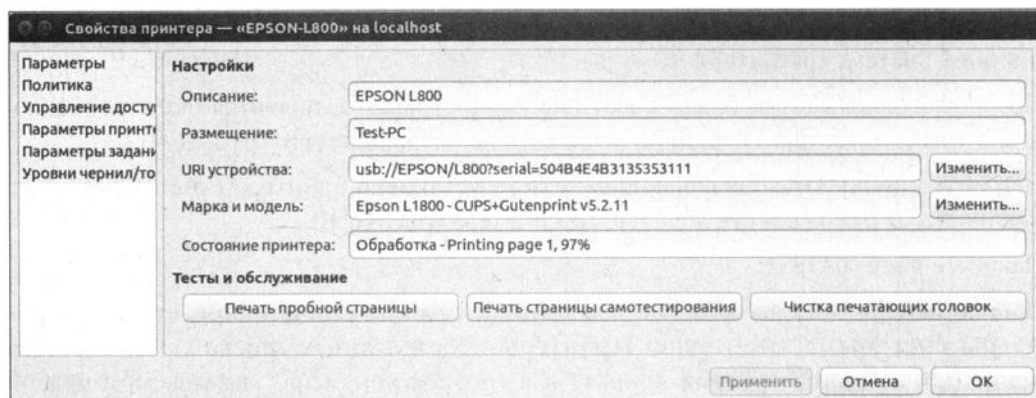 Свойства принтера — «EPSON-L800» на localhost
Параметры
Политика
Управление досту
Параметры принте
Параметры задани
Уровни чернил/то
Настройки
Описание: EPSON L800
Размещение: Test-PC
URI устройства: usb://EPSON/L800?serial=504B4E4B3135353111 Изменить...
Марка и модель: Epson L1800 - CUPS+Gutenprint v5.2.11 Изменить...
Состояние принтера: Обработка - Printing page 1, 97%
Тесты и обслуживание
Печать пробной страницы Печать страницы самотестирования Чистка печатающих головок
Применить Отмена OK